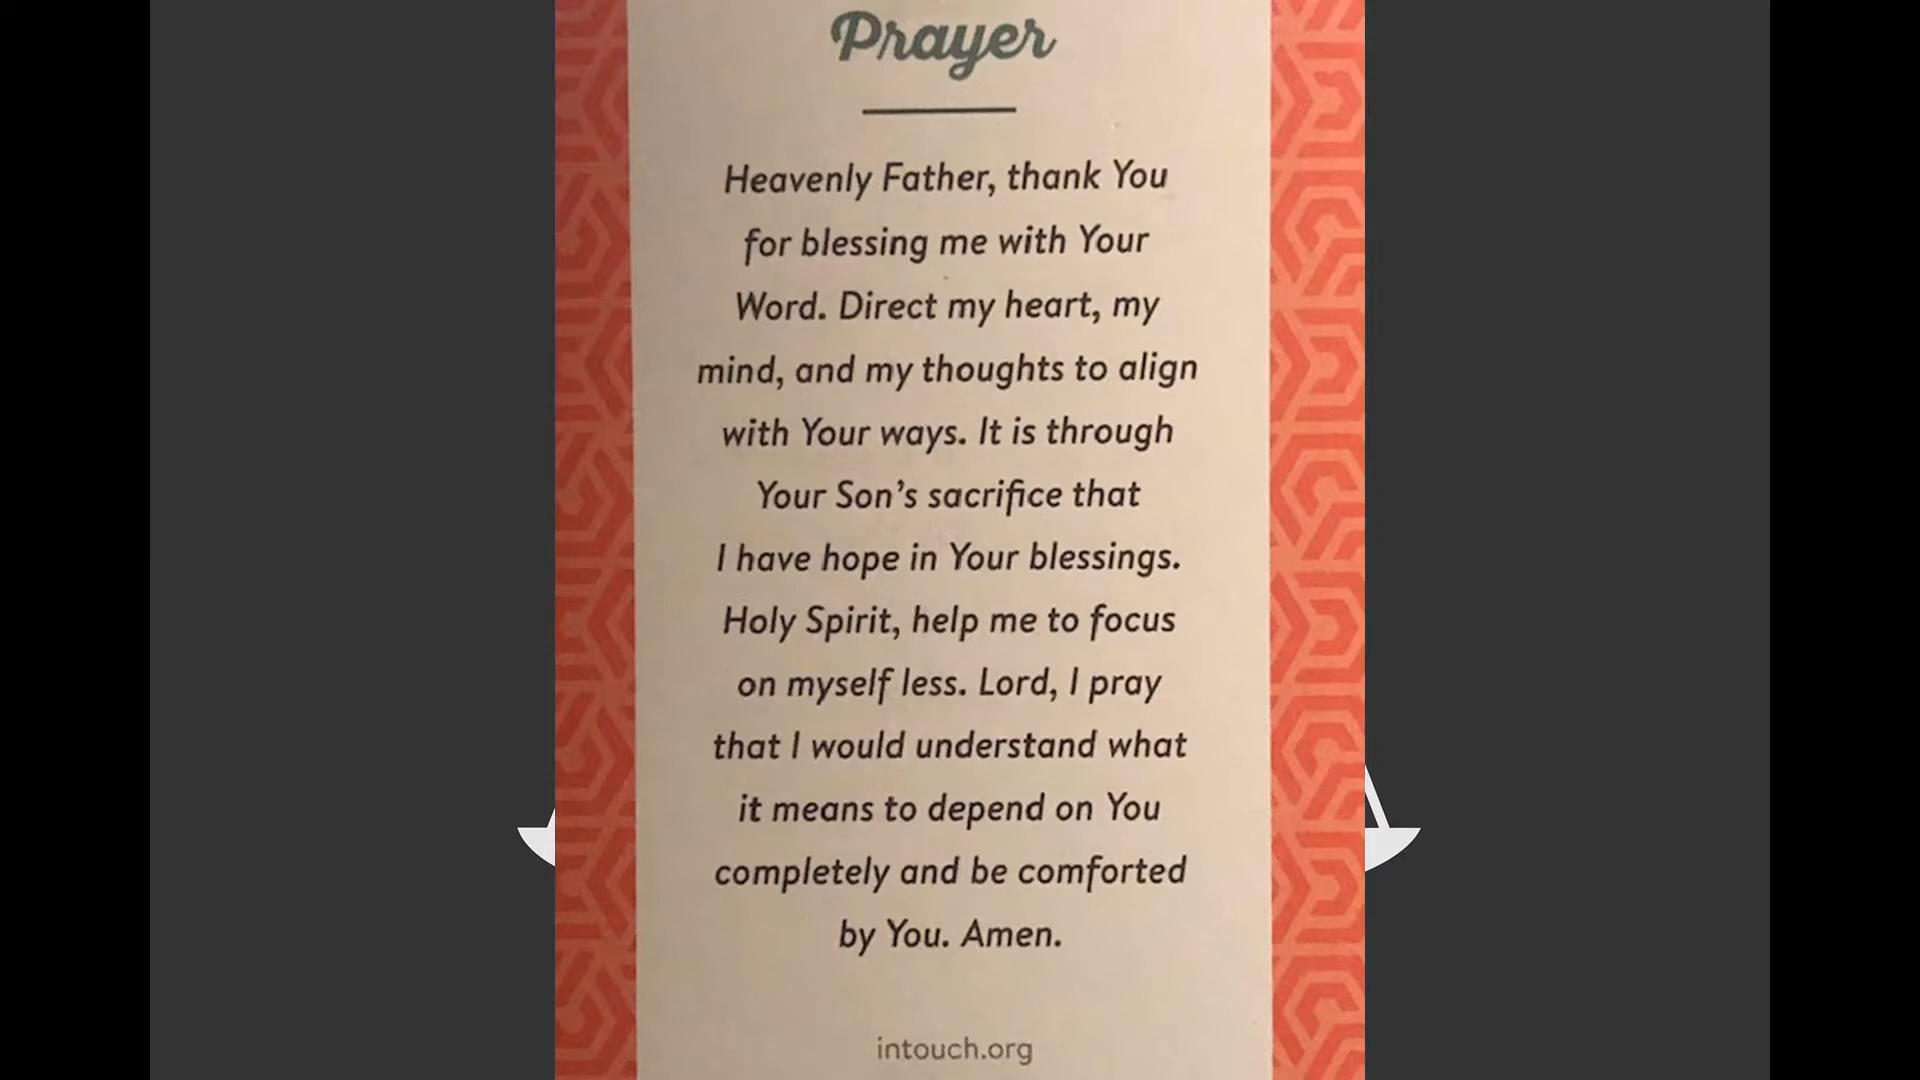 Prayer
Heavenly Father, thank You
for blessing me with Your
Word. Direct my heart, my
mind, and my thoughts to align
with Your ways. It is through
Your Son’s sacrifice that
I have hope in Your blessings.
Holy Spirit, help me to focus
on myself less. Lord, I pray
that I would understand what
it means to depend on You
completely and be comforted
by You. Amen.
intouch.org